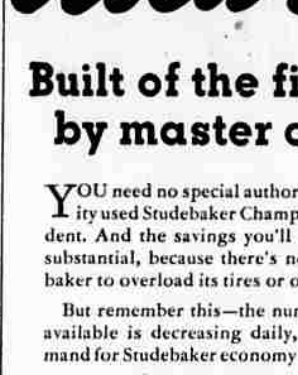 Built of the fi
by master c
YOU need no special author
ity used Studebaker Champ
dent. And the savings you'll
substantial, because there's n
baker to overload its tires or o
But remember this—the nur
available is decreasing daily,
mand for Studebaker economy